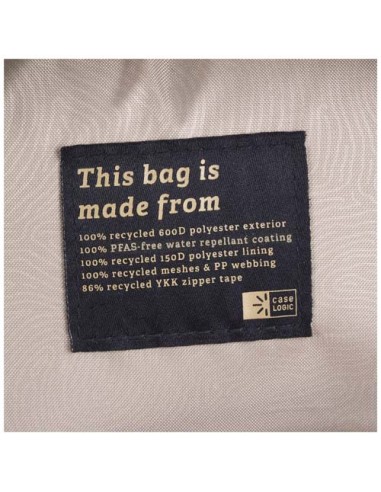 This bag is
made from
100% recycled 600D polyester exterior
100% PFAS-free water repellant coating
100% recycled 150D polyester lining
100% recycled meshes & PP webbing
86% recycled YKK zipper tape
case
LOGIC